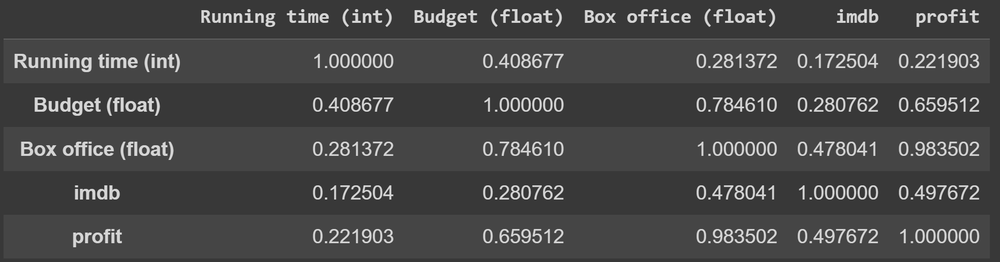 Running time (int) Budget (float) Box office (float) imdb profit
Running time (int) 1.000000 0.408677 0.281372 0.172504 0.221903
Budget (float) 0.408677 1.000000 0.784610 0.280762 0.659512
Box office (float) 0.281372 0.784610 1.000000 0.478041 0.983502
imdb 0.172504 0.280762 0.478041 1.000000 0.497672
profit 0.221903 0.659512 0.983502 0.497672 1.000000